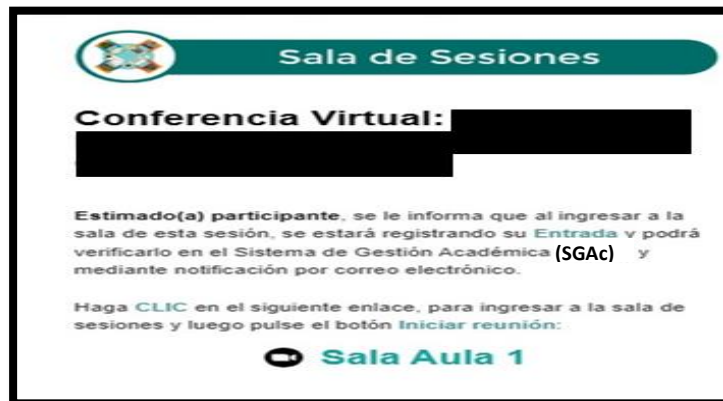 Sala de Sesiones
Conferencia Virtual:
Estimado(a) participante, se le informa que al ingresar a la
sala de esta sesión, se estará registrando su Entrada y podrá
verificarlo en el Sistema de Gestión Académica (SGAc) y
mediante notificación por correo electrónico.
Haga CLIC en el siguiente enlace, para ingresar a la sala de
sesiones y luego pulse el botón Iniciar reunión:
Sala Aula 1